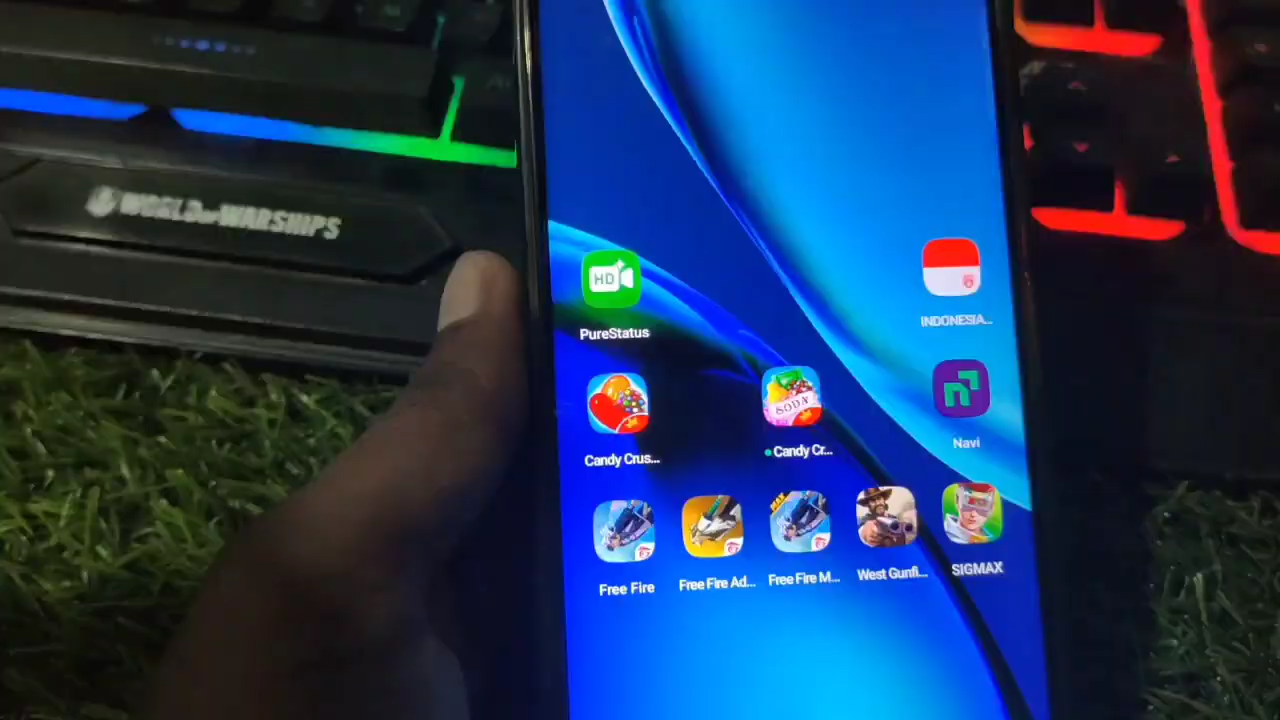 WORLD OF WARSHIPS
HD
PureStatus
INDONESIA...
Candy Crus...
SODA
Candy Cr...
Navi
MAX
Free Fire
Free Fire Ad...
Free Fire M...
West Gunfi...
SIGMAX